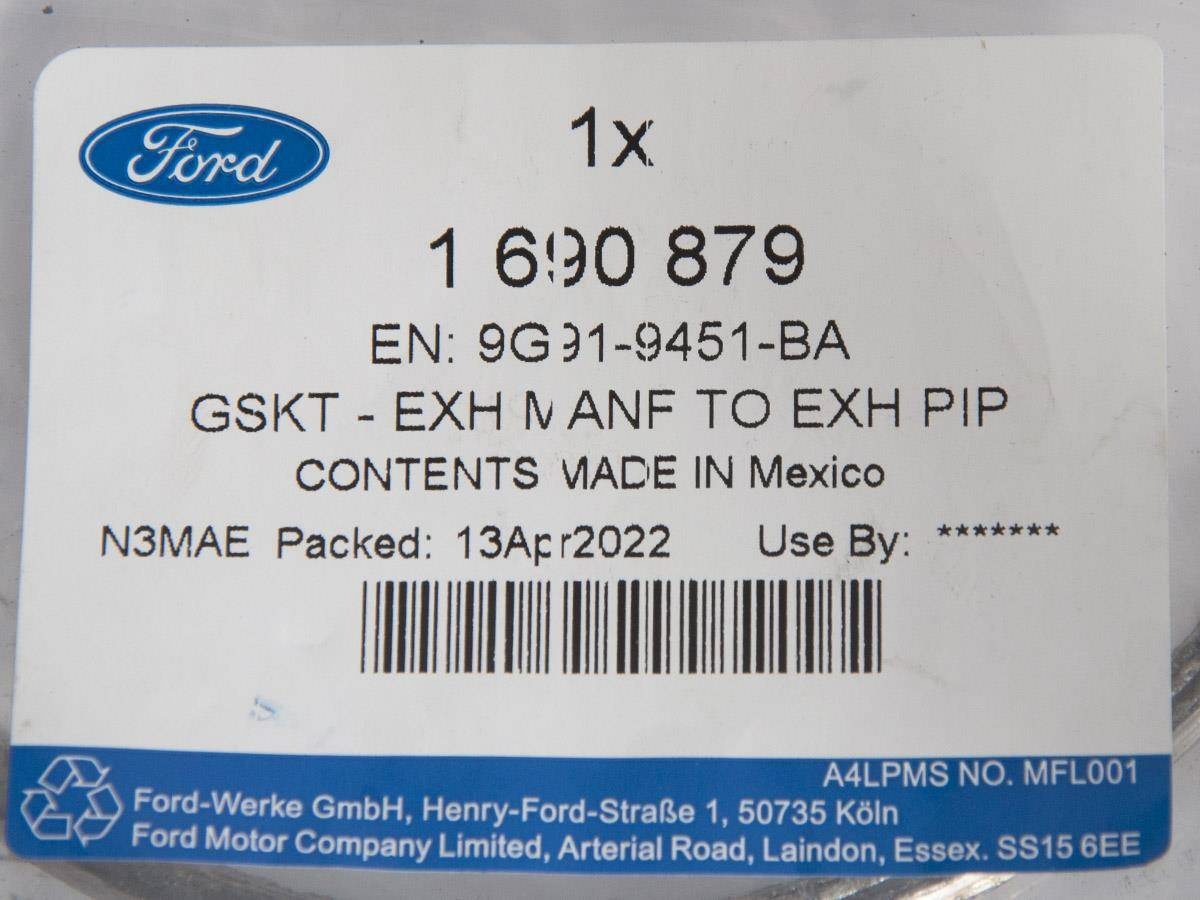 Ford
1x
1 690 879
EN: 9G91-9451-BA
GSKT - EXH MANF TO EXH PIP
CONTENTS MADE IN Mexico
N3MAE Packed: 13Apr2022 Use By: *******
A4LPMS NO. MFL001
Ford-Werke GmbH, Henry-Ford-Straße 1, 50735 Köln
Ford Motor Company Limited, Arterial Road, Laindon, Essex. SS15 6EE